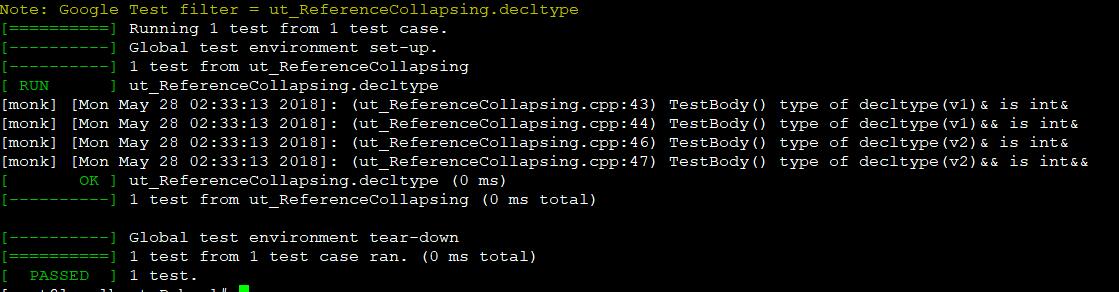 Note: Google Test filter = ut_ReferenceCollapsing.decltype
[==========] Running 1 test from 1 test case.
[----------] Global test environment set-up.
[----------] 1 test from ut_ReferenceCollapsing
[ RUN      ] ut_ReferenceCollapsing.decltype
[monk] [Mon May 28 02:33:13 2018]: (ut_ReferenceCollapsing.cpp:43) TestBody() type of decltype(v1)& is int&
[monk] [Mon May 28 02:33:13 2018]: (ut_ReferenceCollapsing.cpp:44) TestBody() type of decltype(v1)&& is int&
[monk] [Mon May 28 02:33:13 2018]: (ut_ReferenceCollapsing.cpp:46) TestBody() type of decltype(v2)& is int&
[monk] [Mon May 28 02:33:13 2018]: (ut_ReferenceCollapsing.cpp:47) TestBody() type of decltype(v2)&& is int&&
[       OK ] ut_ReferenceCollapsing.decltype (0 ms)
[----------] 1 test from ut_ReferenceCollapsing (0 ms total)
[----------] Global test environment tear-down
[==========] 1 test from 1 test case ran. (0 ms total)
[  PASSED  ] 1 test.